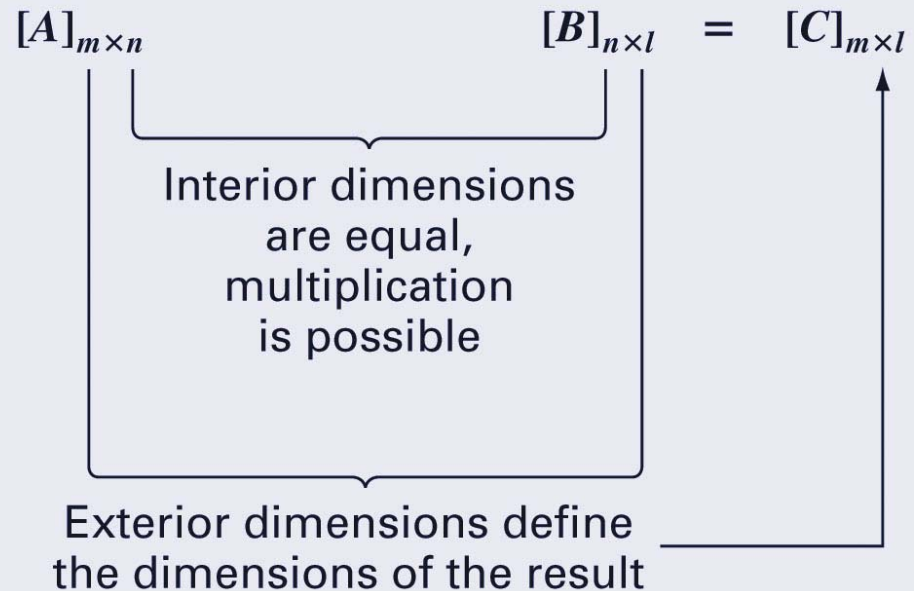 [A]m×n [B]n×l = [C]m×l
Interior dimensions
are equal,
multiplication
is possible
Exterior dimensions define
the dimensions of the result